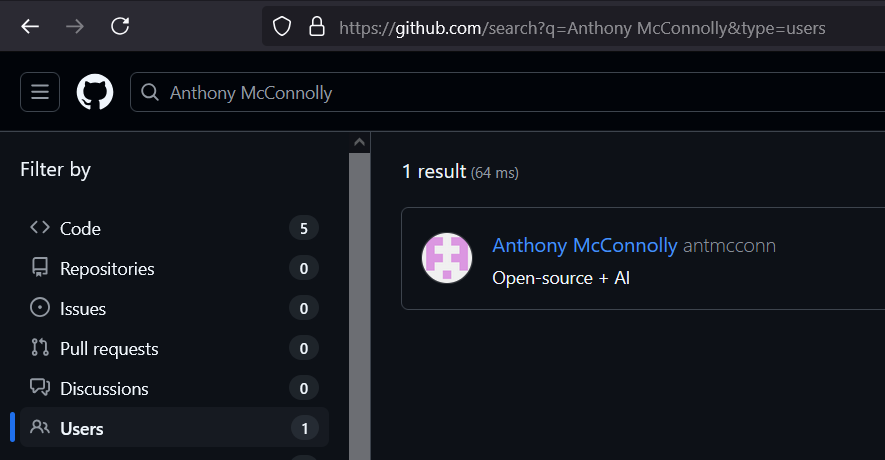 https://github.com/search?q=Anthony McConnolly&type=users
Anthony McConnolly
Filter by
Code 5
Repositories 0
Issues 0
Pull requests 0
Discussions 0
Users 1
1 result (64 ms)
Anthony McConnolly antmcconn
Open-source + AI